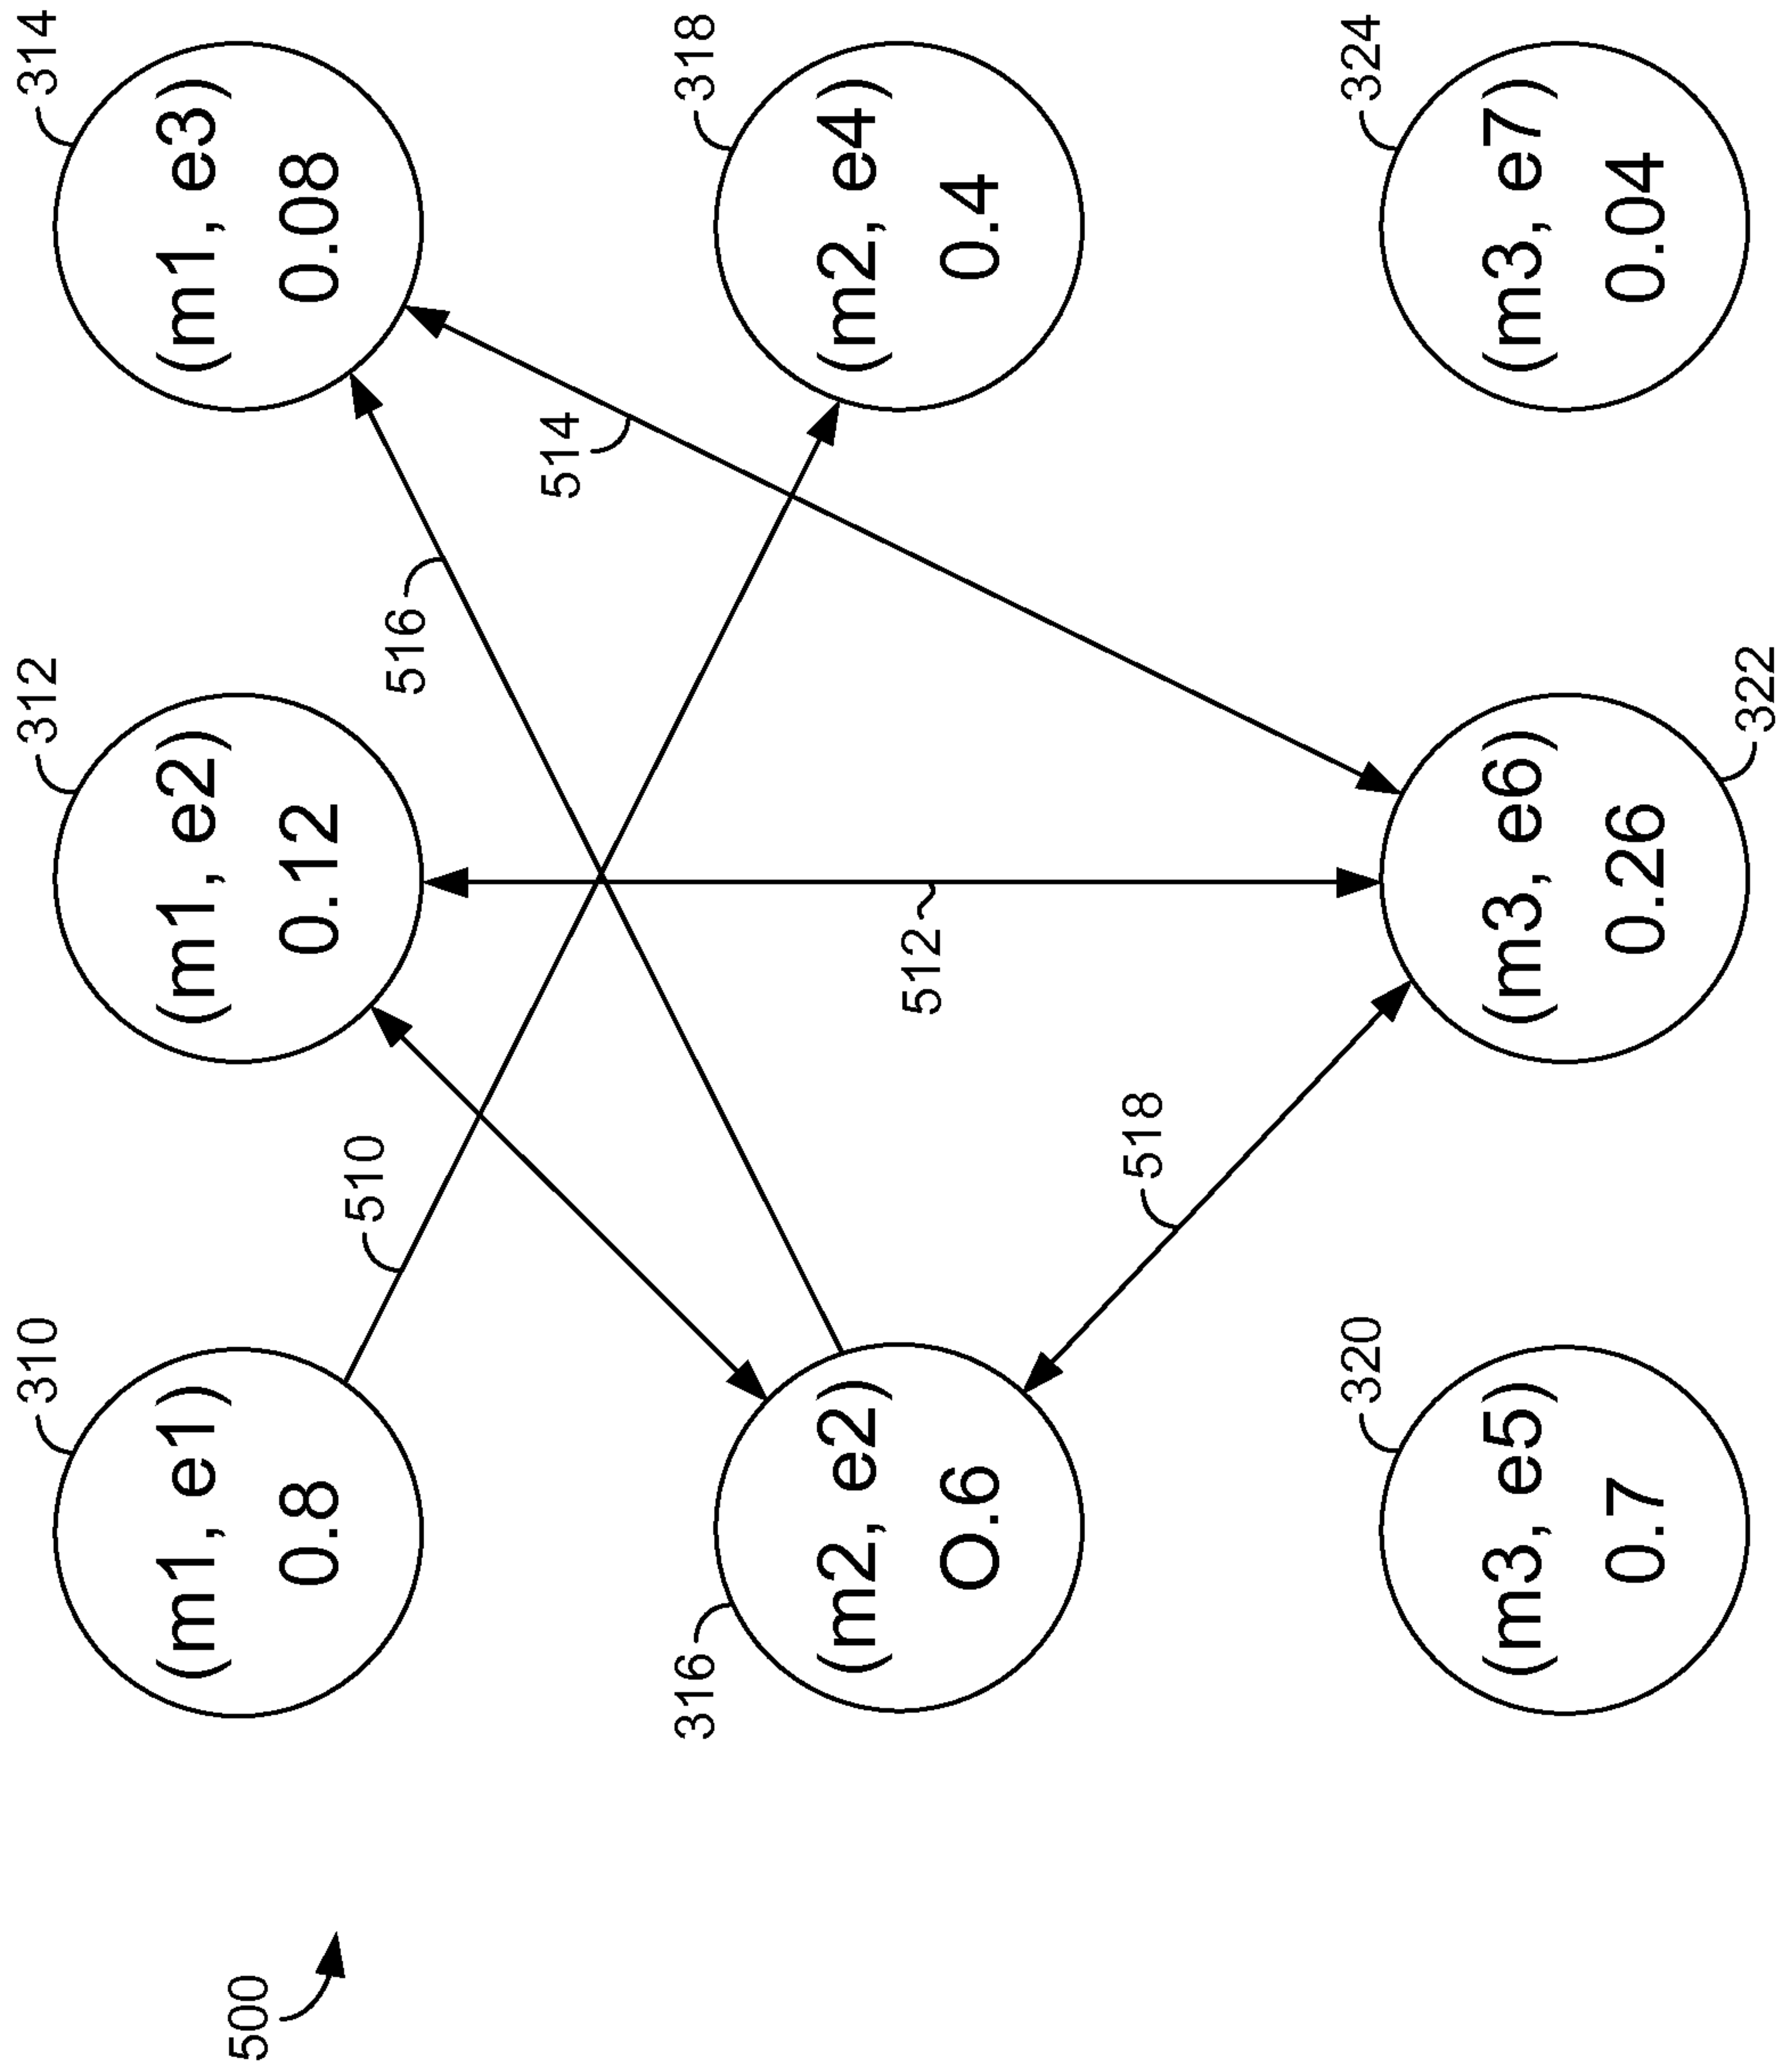 310
312
314
(m1, e1)
0.8
(m1, e2)
0.12
(m1, e3)
0.08
500
510
516
514
316
318
(m2, e2)
O.6
(m2, e4)
0.4
512
518
320
324
(m3, e5)
0.7
(m3, e6)
0.26
(m3, e7)
0.04
322